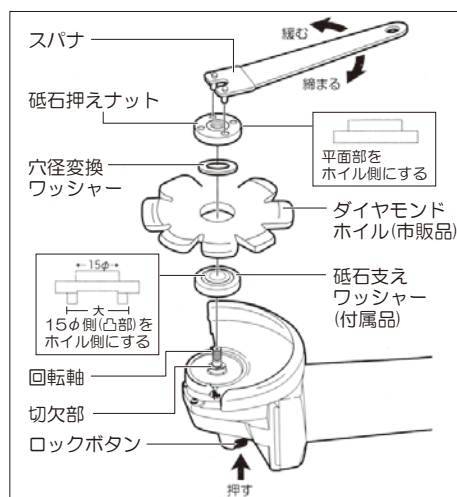 スパナ
緩む
締まる
砥石押えナット
平面部を
ホイル側にする
穴径変換
ワッシャー
ダイヤモンド
ホイル(市販品)
15φ
大
15φ側(凸部)を
ホイル側にする
砥石支え
ワッシャー
(付属品)
回転軸
切欠部
ロックボタン
押す